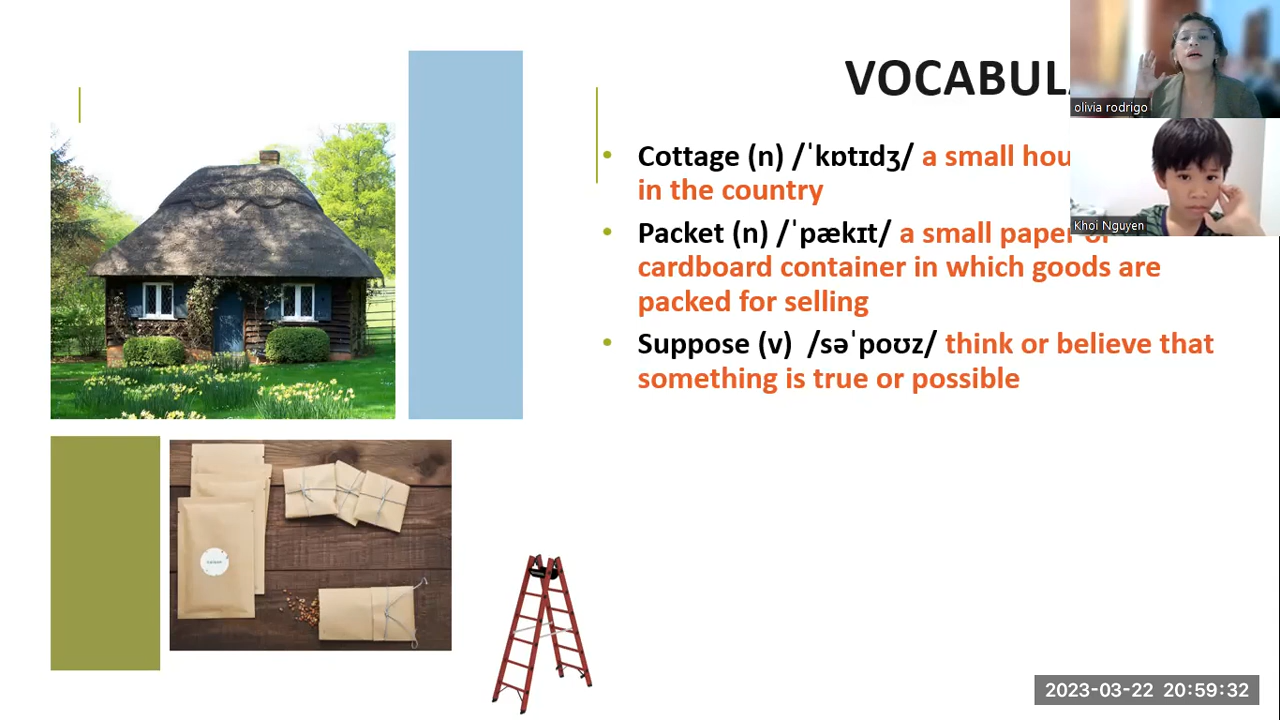 VOCABUL
olivia rodrigo
Cottage (n) /ˈkɒtɪdʒ/ a small hou
in the country
Khoi Nguyen
Packet (n) /ˈpækɪt/ a small paper or
cardboard container in which goods are
packed for selling
Suppose (v) /səˈpoʊz/ think or believe that
something is true or possible
2023-03-22 20:59:32